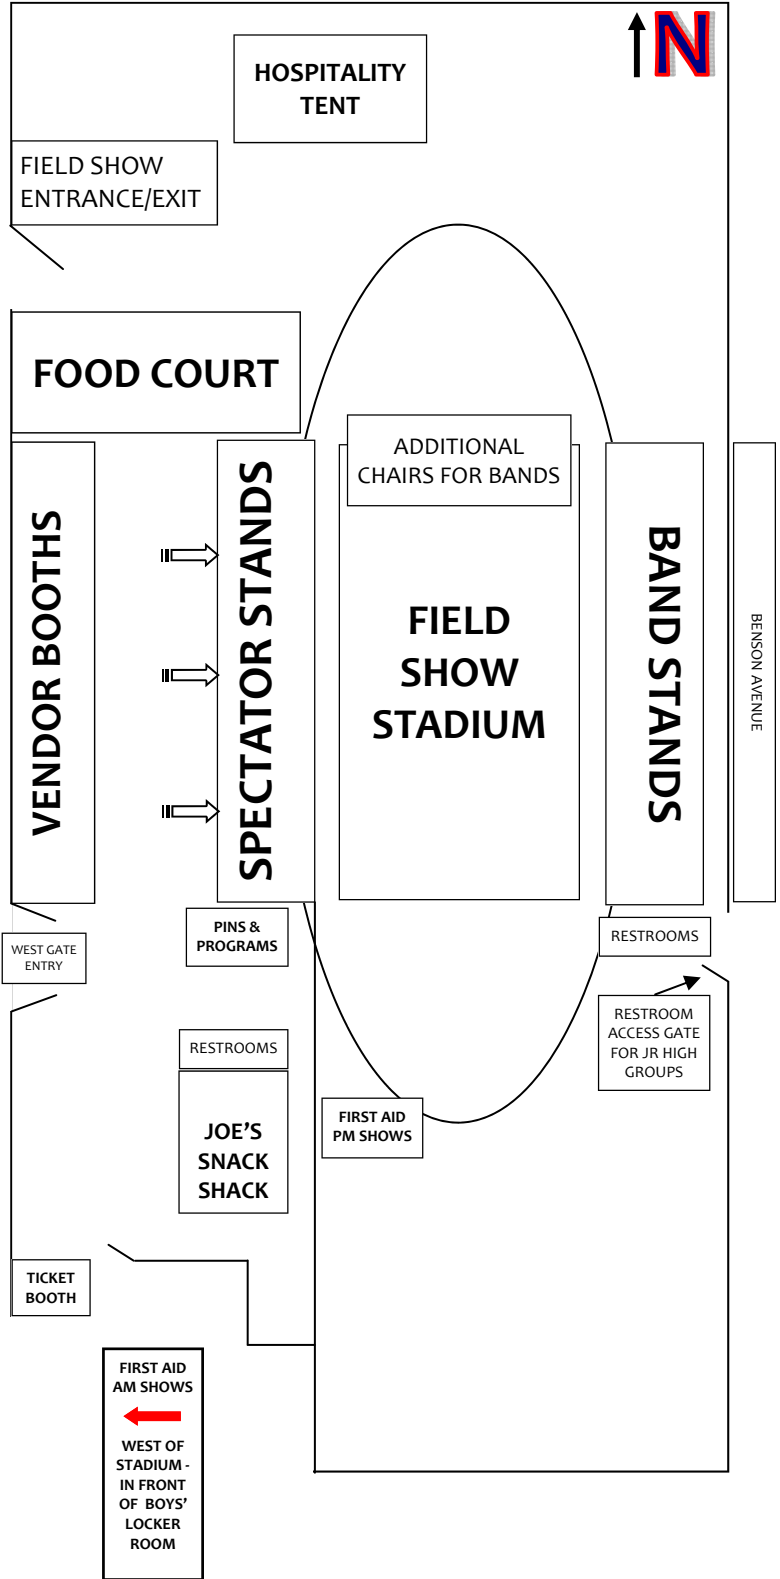 N
HOSPITALITY
TENT
FIELD SHOW
ENTRANCE/EXIT
FOOD COURT
ADDITIONAL
CHAIRS FOR BANDS
VENDOR BOOTHS
SPECTATOR STANDS
FIELD
SHOW
STADIUM
BAND STANDS
BENSON AVENUE
PINS &
PROGRAMS
RESTROOMS
WEST GATE
ENTRY
RESTROOM
ACCESS GATE
FOR JR HIGH
GROUPS
RESTROOMS
JOE’S
SNACK
SHACK
FIRST AID
PM SHOWS
TICKET
BOOTH
FIRST AID
AM SHOWS
WEST OF
STADIUM -
IN FRONT
OF BOYS’
LOCKER
ROOM